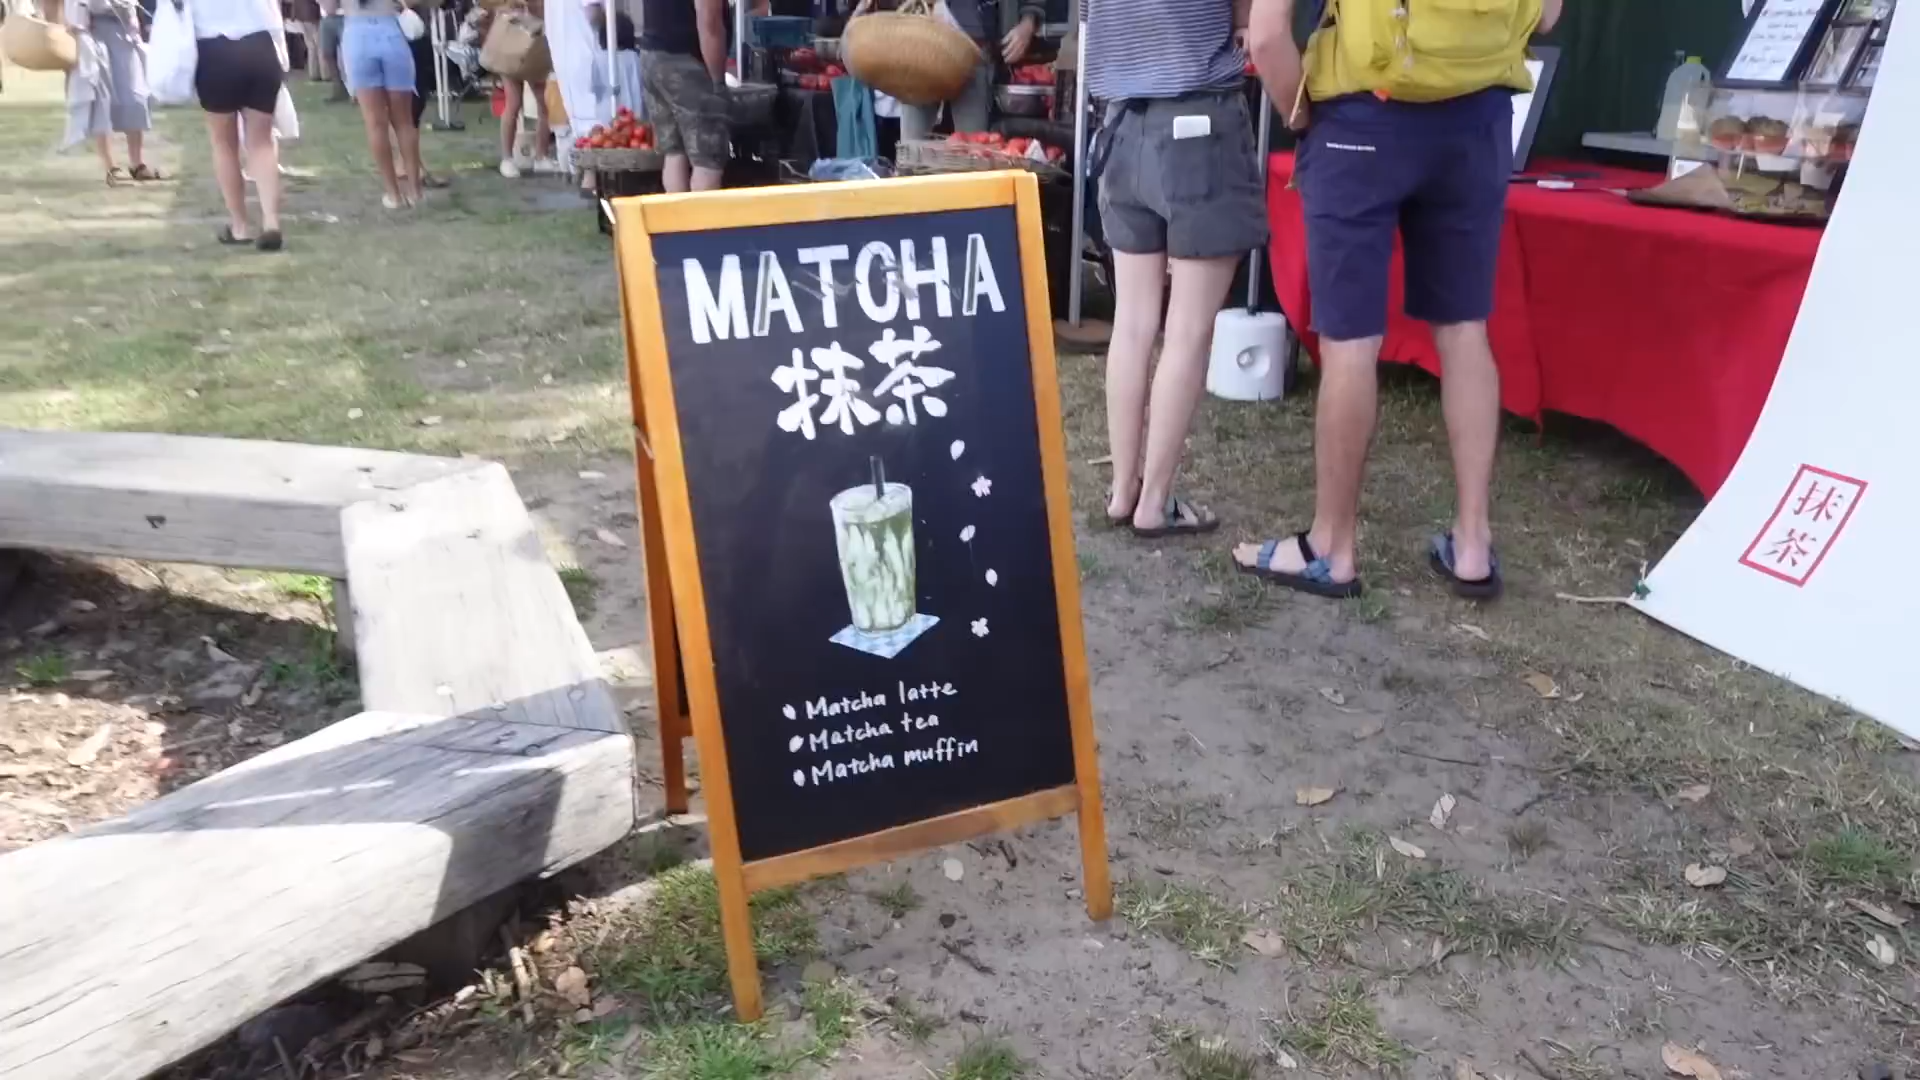 MATCHA
抹茶
• Matcha latte
• Matcha tea
• Matcha muffin
抹
茶